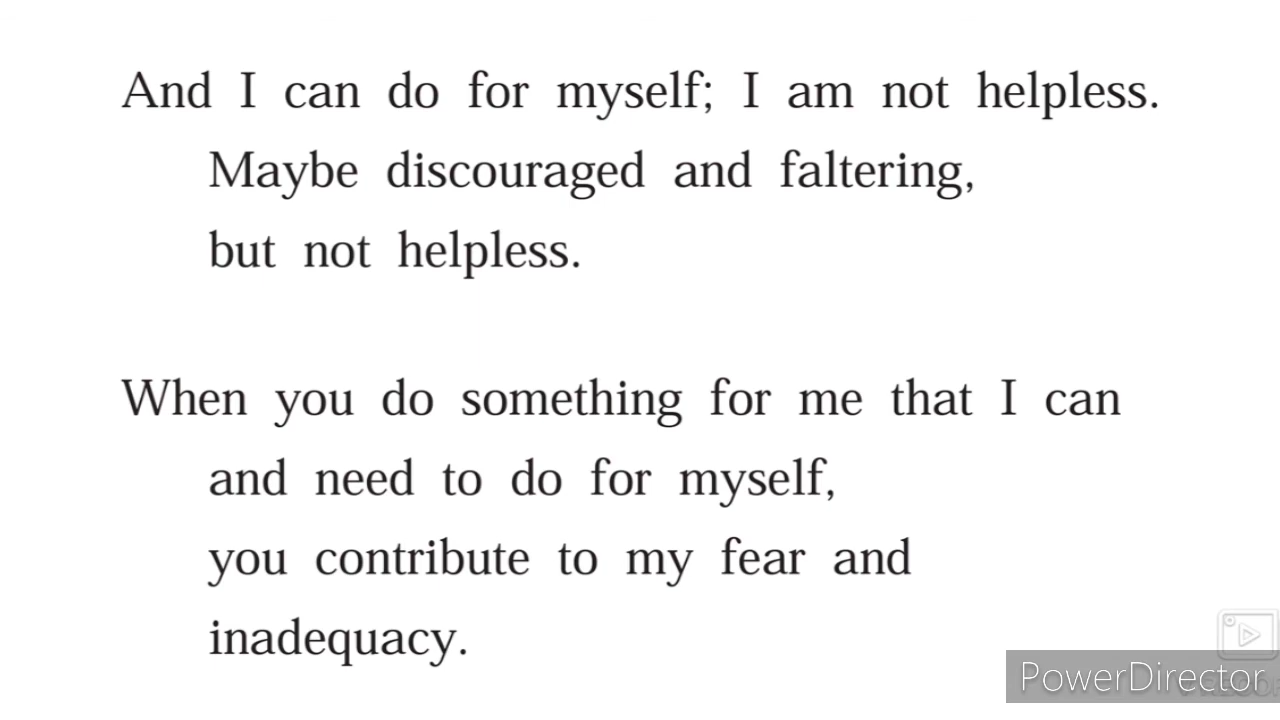 And I can do for myself; I am not helpless.
Maybe discouraged and faltering,
but not helpless.
When you do something for me that I can
and need to do for myself,
you contribute to my fear and
inadequacy.
PowerDirector